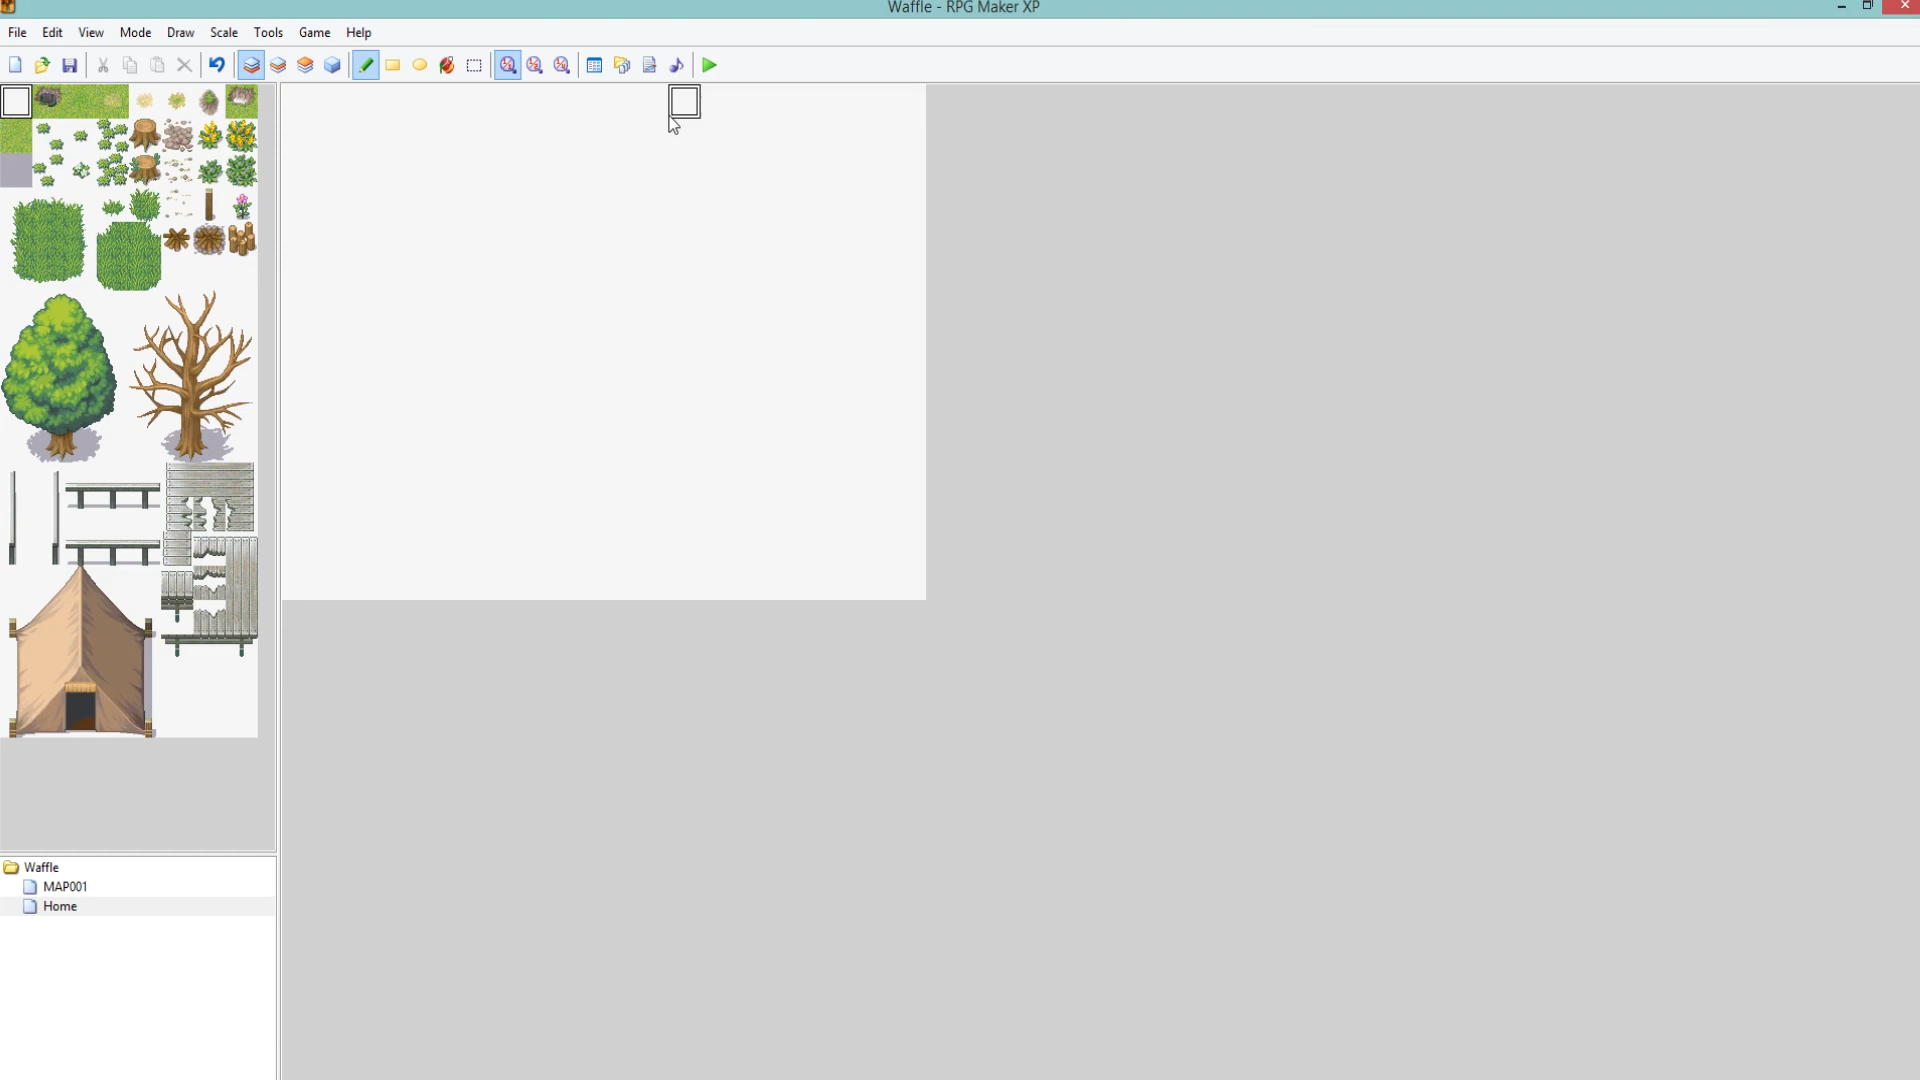 Waffle - RPG Maker XP
File Edit View Mode Draw Scale Tools Game Help
Waffle
MAP001
Home